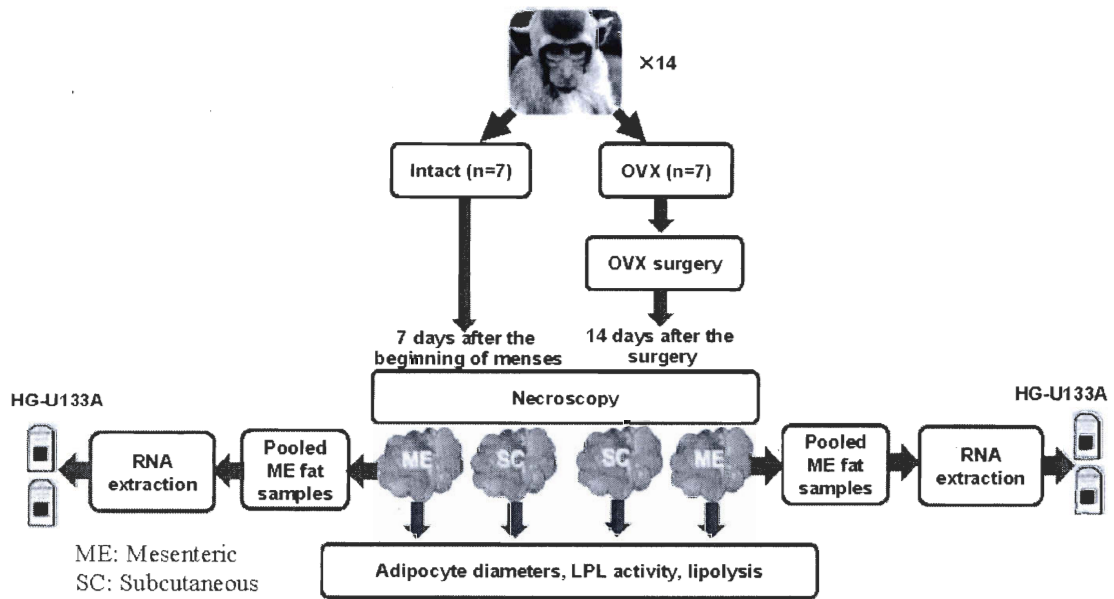 ×14
Intact (n=7)
OVX (n=7)
OVX surgery
7 days after the
beginning of menses
14 days after the
surgery
Necroscopy
HG-U133A
RNA
extraction
Pooled
ME fat
samples
ME
SC
SC
ME
Pooled
ME fat
samples
RNA
extraction
HG-U133A
Adipocyte diameters, LPL activity, lipolysis
ME: Mesenteric
SC: Subcutaneous